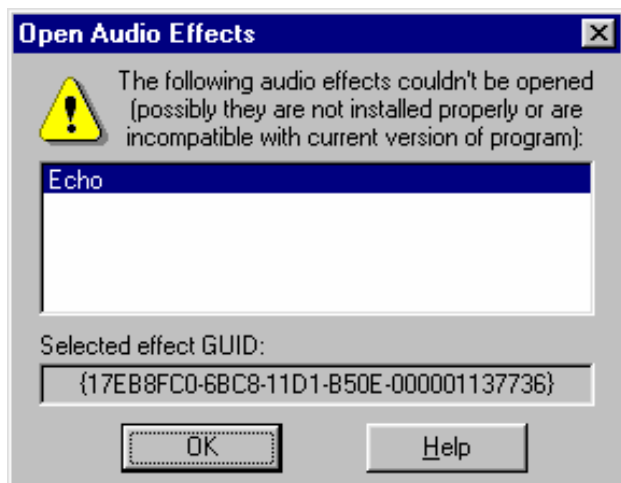 Open Audio Effects
The following audio effects couldn't be opened
(possibly they are not installed properly or are
incompatible with current version of program):
Echo
Selected effect GUID:
{17EB8FC0-6BC8-11D1-B50E-000001137736}
OK Help